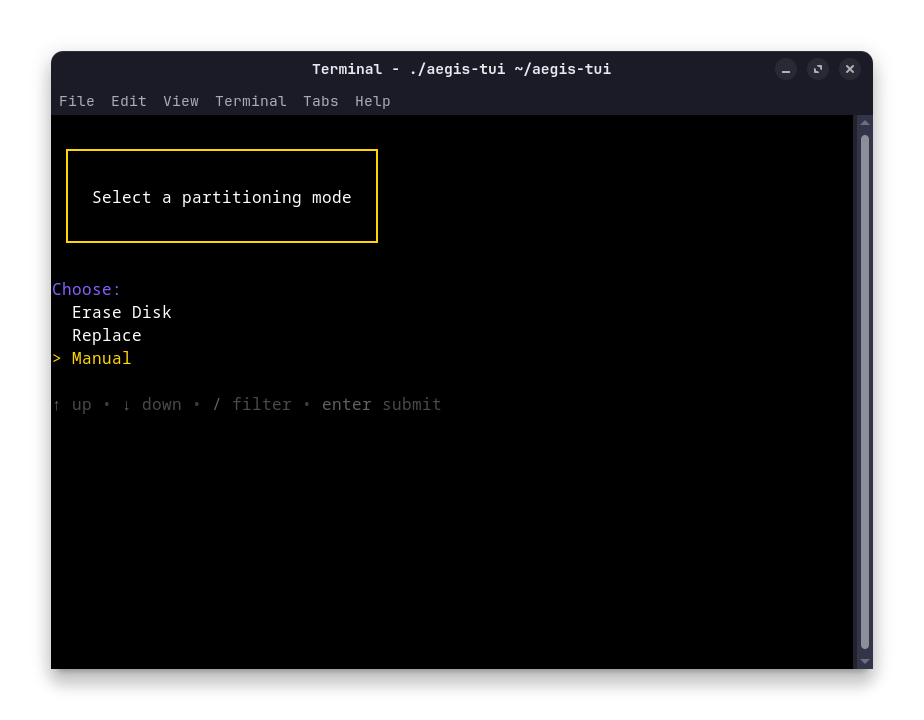 Terminal - ./aegis-tui ~/aegis-tui
File Edit View Terminal Tabs Help
Select a partitioning mode
Choose:
Erase Disk
Replace
> Manual
↑ up • ↓ down • / filter • enter submit